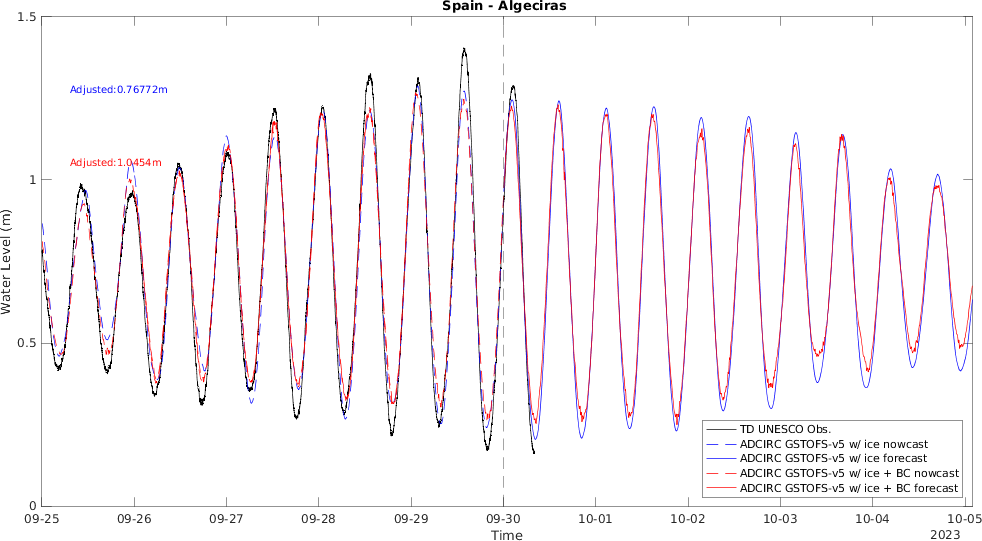 Spain - Algeciras
1.5
1
0.5
0
Water Level (m)
Adjusted:0.76772m
Adjusted:1.0454m
TD UNESCO Obs.
ADCIRC GSTOFS-v5 w/ ice nowcast
ADCIRC GSTOFS-v5 w/ ice forecast
ADCIRC GSTOFS-v5 w/ ice + BC nowcast
ADCIRC GSTOFS-v5 w/ ice + BC forecast
09-25 09-26 09-27 09-28 09-29 09-30 10-01 10-02 10-03 10-04 10-05
Time
2023